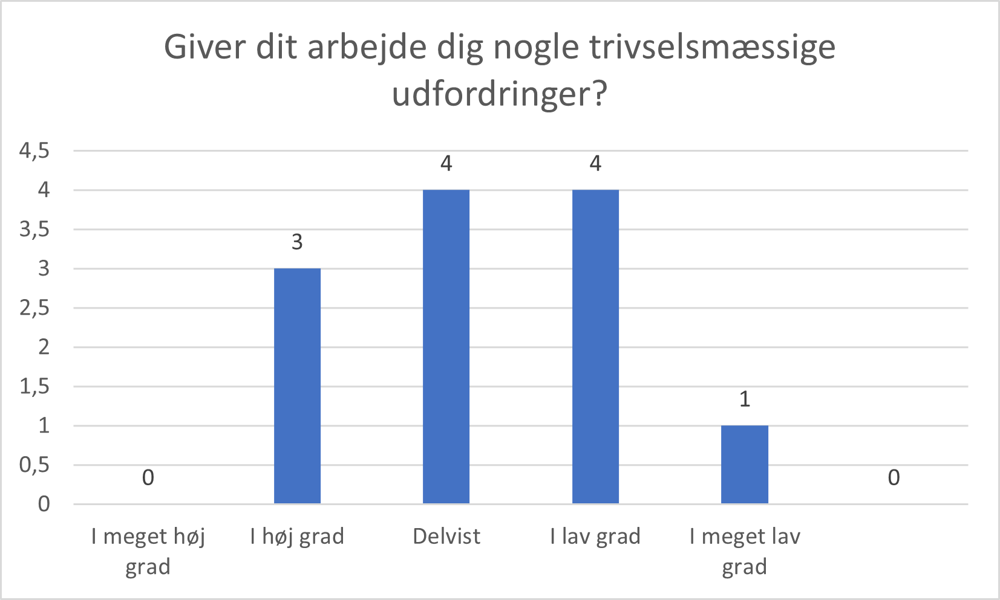 Giver dit arbejde dig nogle trivselsmæssige
udfordringer?
4,5
4
3,5
3
2,5
2
1,5
1
0,5
0
0
3
4
4
1
0
I meget høj
grad
I høj grad
Delvist
I lav grad
I meget lav
grad